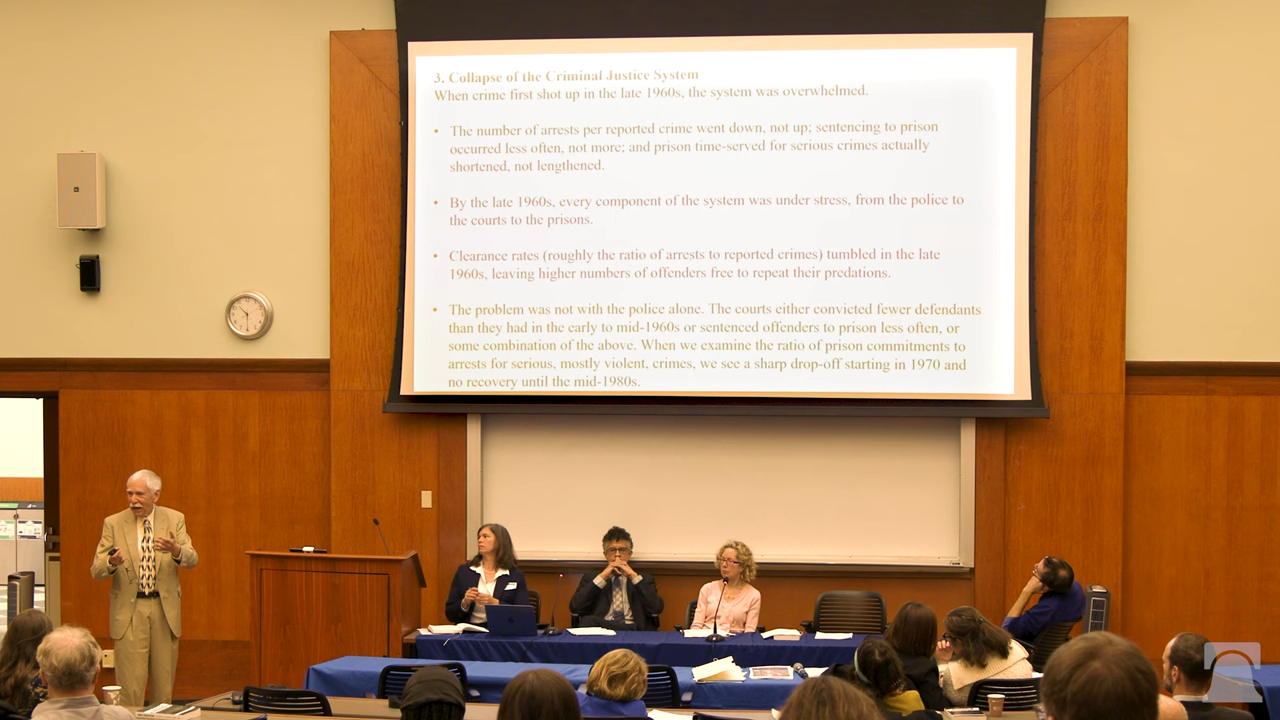 3. Collapse of the Criminal Justice System
When crime first shot up in the late 1960s, the system was overwhelmed.
• The number of arrests per reported crime went down, not up; sentencing to prison
occurred less often, not more; and prison time-served for serious crimes actually
shortened, not lengthened.
• By the late 1960s, every component of the system was under stress, from the police to
the courts to the prisons.
• Clearance rates (roughly the ratio of arrests to reported crimes) tumbled in the late
1960s, leaving higher numbers of offenders free to repeat their predations.
• The problem was not with the police alone. The courts either convicted fewer defendants
than they had in the early to mid-1960s or sentenced offenders to prison less often, or
some combination of the above. When we examine the ratio of prison commitments to
arrests for serious, mostly violent, crimes, we see a sharp drop-off starting in 1970 and
no recovery until the mid-1980s.